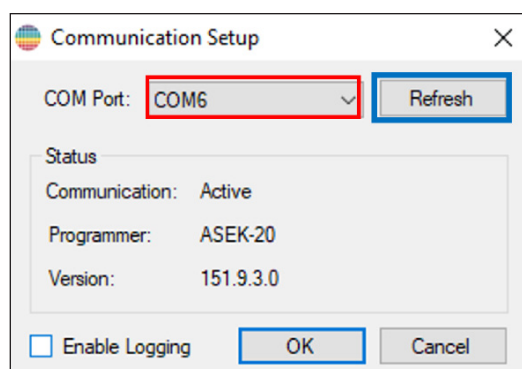 Communication Setup
COM Port: COM6 Refresh
Status
Communication: Active
Programmer: ASEK-20
Version: 151.9.3.0
Enable Logging OK Cancel